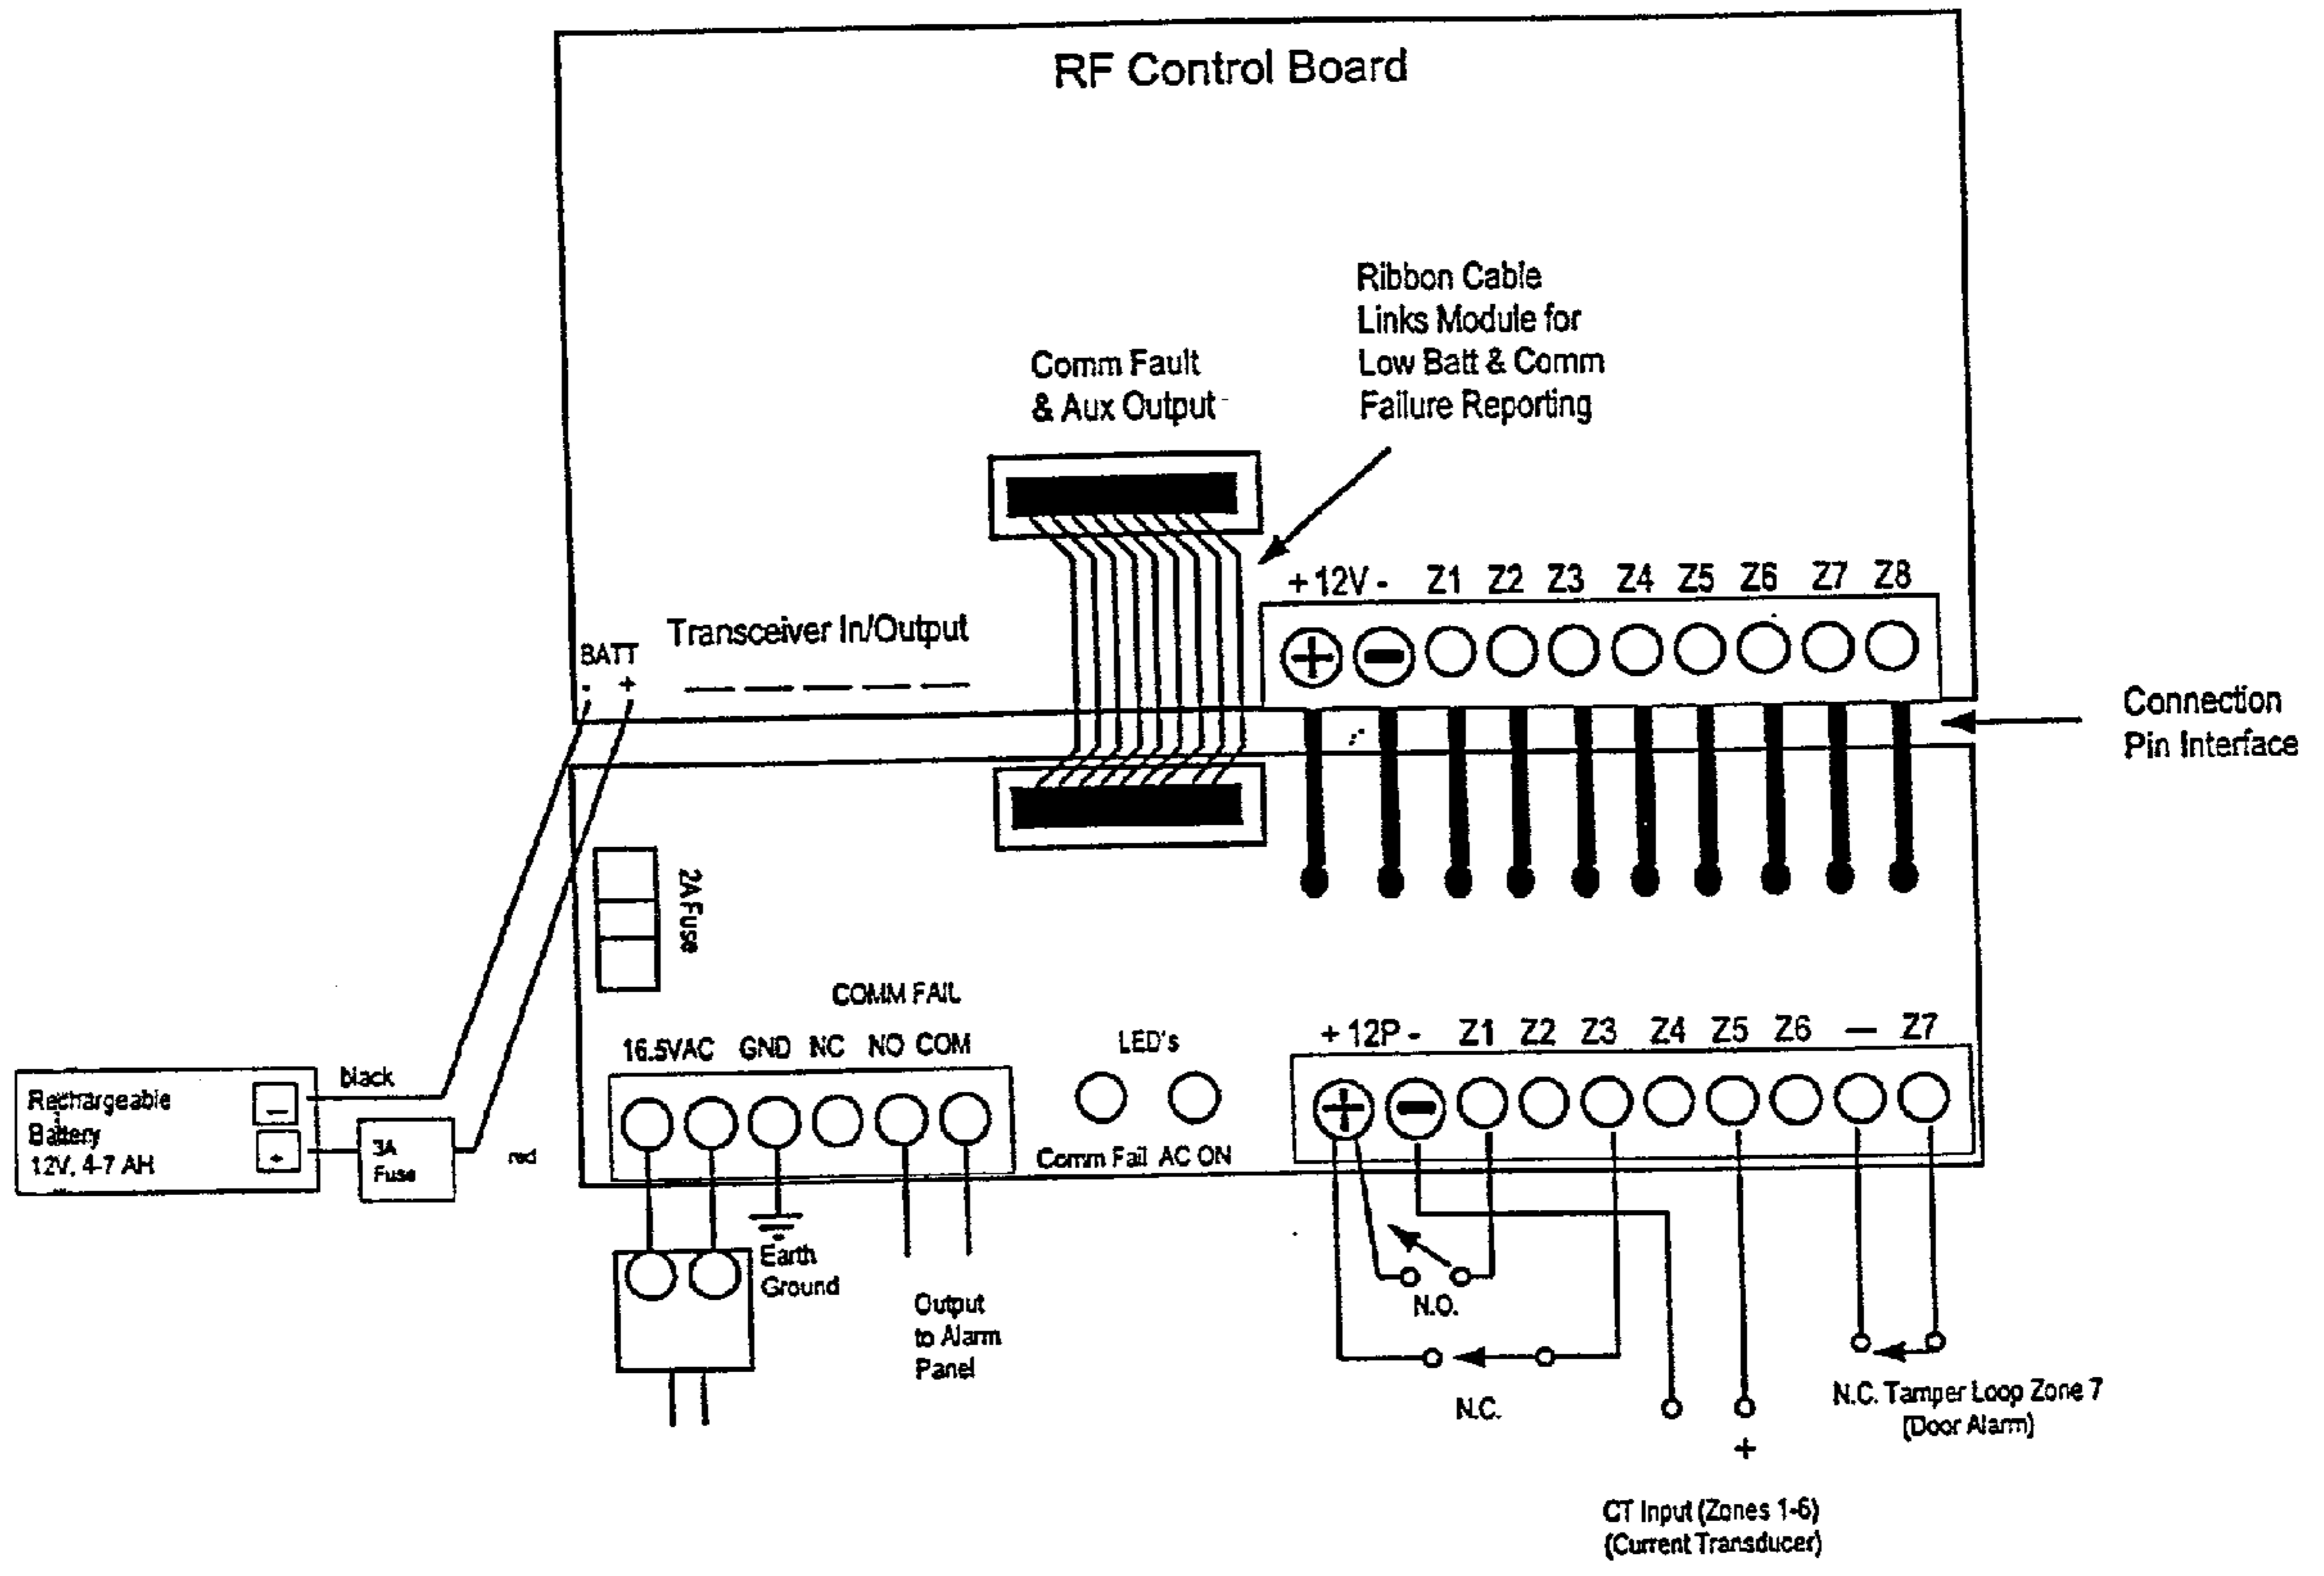 RF Control Board
Ribbon Cable
Links Module for
Low Batt & Comm
Failure Reporting
Comm Fault
& Aux Output
+ 12V - Z1 Z2 Z3 Z4 Z5 Z6 Z7 Z8
Transceiver In/Output
BATT
- +
Connection
Pin Interface
2A Fuse
COMM FAIL
16.5VAC GND NC NO COM
LED's
Comm Fail AC ON
+ 12P - Z1 Z2 Z3 Z4 Z5 Z6 — Z7
black
Rechargeable
Battery
12V, 4-7 AH
3A
Fuse
red
Earth
Ground
Output
to Alarm
Panel
N.O.
N.C.
+
N.C. Tamper Loop Zone 7
(Door Alarm)
CT Input (Zones 1-6)
(Current Transducer)